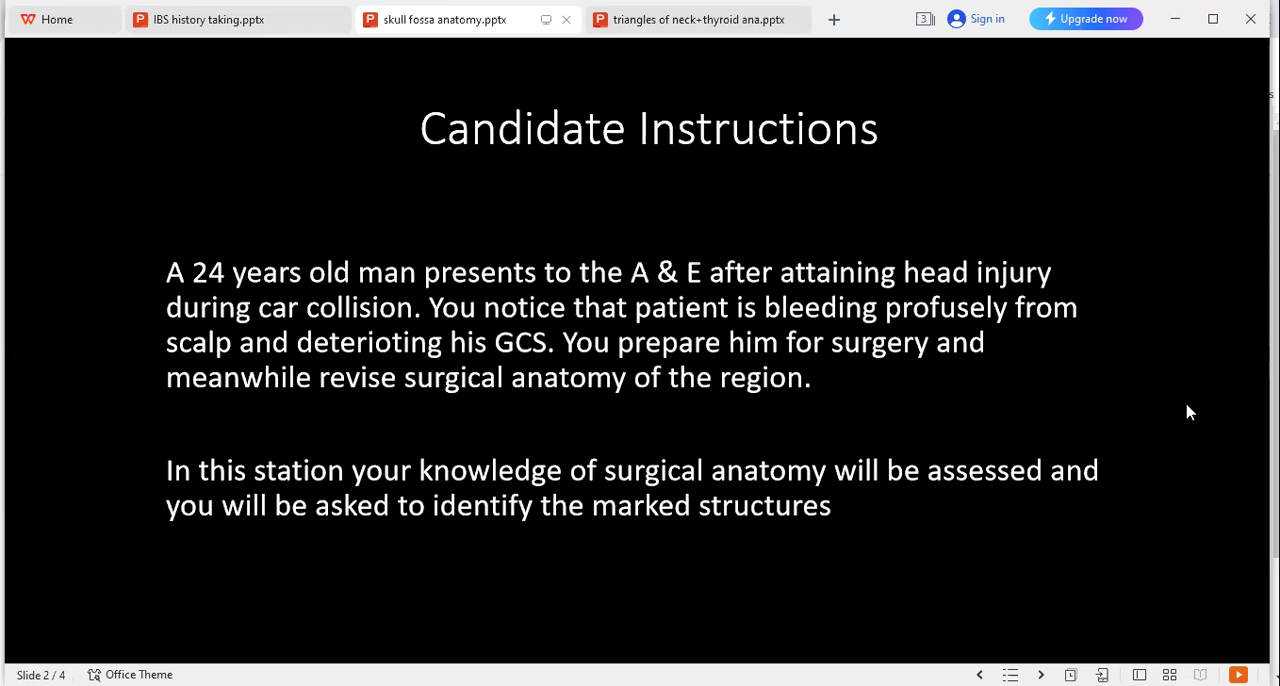 Home
IBS history taking.pptx
skull fossa anatomy.pptx
triangles of neck+thyroid ana.pptx
3
Sign in
Upgrade now
Candidate Instructions
A 24 years old man presents to the A & E after attaining head injury
during car collision. You notice that patient is bleeding profusely from
scalp and deterioting his GCS. You prepare him for surgery and
meanwhile revise surgical anatomy of the region.
In this station your knowledge of surgical anatomy will be assessed and
you will be asked to identify the marked structures
Slide 2 / 4
Office Theme